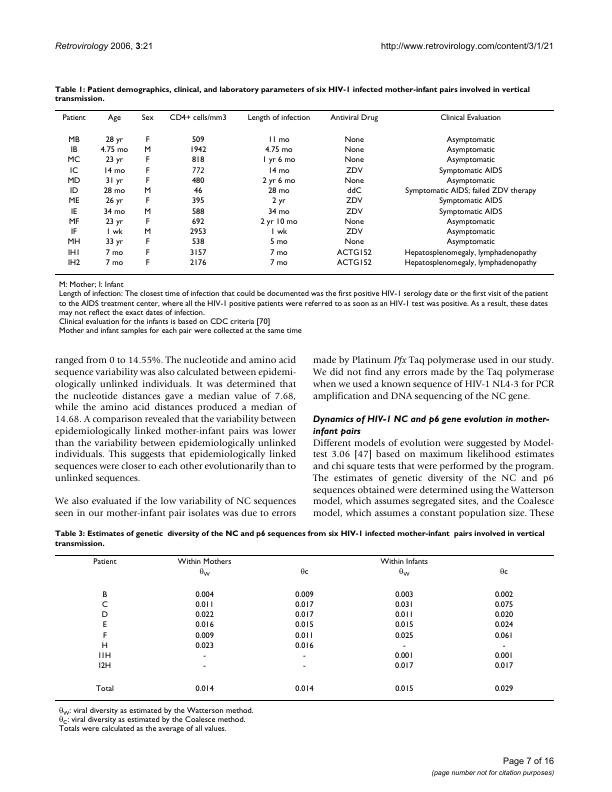 Retrovirology 2006, 3:21
http://www.retrovirology.com/content/3/1/21
Table 1: Patient demographics, clinical, and laboratory parameters of six HIV-1 infected mother-infant pairs involved in vertical
transmission.
Patient Age Sex CD4+ cells/mm3 Length of infection Antiviral Drug Clinical Evaluation
MB 28 yr F 509 11 mo None Asymptomatic
IB 4.75 mo M 1942 4.75 mo None Asymptomatic
MC 23 yr F 818 1 yr 6 mo None Asymptomatic
IC 14 mo F 772 14 mo ZDV Symptomatic AIDS
MD 31 yr F 480 2 yr 6 mo None Asymptomatic
ID 28 mo M 46 28 mo ddC Symptomatic AIDS; failed ZDV therapy
ME 26 yr F 395 2 yr ZDV Symptomatic AIDS
IE 34 mo M 588 34 mo ZDV Symptomatic AIDS
MF 23 yr F 692 2 yr 10 mo None Asymptomatic
IF 1 wk M 2953 1 wk ZDV Asymptomatic
MH 33 yr F 538 5 mo None Asymptomatic
IH1 7 mo F 3157 7 mo ACTG152 Hepatosplenomegaly, lymphadenopathy
IH2 7 mo F 2176 7 mo ACTG152 Hepatosplenomegaly, lymphadenopathy
M: Mother; I: Infant
Length of infection: The closest time of infection that could be documented was the first positive HIV-1 serology date or the first visit of the patient
to the AIDS treatment center, where all the HIV-1 positive patients were referred to as soon as an HIV-1 test was positive. As a result, these dates
may not reflect the exact dates of infection.
Clinical evaluation for the infants is based on CDC criteria [70]
Mother and infant samples for each pair were collected at the same time
ranged from 0 to 14.55%. The nucleotide and amino acid
sequence variability was also calculated between epidemi-
ologically unlinked individuals. It was determined that
the nucleotide distances gave a median value of 7.68,
while the amino acid distances produced a median of
14.68. A comparison revealed that the variability between
epidemiologically linked mother-infant pairs was lower
than the variability between epidemiologically unlinked
individuals. This suggests that epidemiologically linked
sequences were closer to each other evolutionarily than to
unlinked sequences.
We also evaluated if the low variability of NC sequences
seen in our mother-infant pair isolates was due to errors
made by Platinum Pfx Taq polymerase used in our study.
We did not find any errors made by the Taq polymerase
when we used a known sequence of HIV-1 NL4-3 for PCR
amplification and DNA sequencing of the NC gene.
Dynamics of HIV-1 NC and p6 gene evolution in mother-
infant pairs
Different models of evolution were suggested by Model-
test 3.06 [47] based on maximum likelihood estimates
and chi square tests that were performed by the program.
The estimates of genetic diversity of the NC and p6
sequences obtained were determined using the Watterson
model, which assumes segregated sites, and the Coalesce
model, which assumes a constant population size. These
Table 3: Estimates of genetic diversity of the NC and p6 sequences from six HIV-1 infected mother-infant pairs involved in vertical
transmission.
Patient Within Mothers Within Infants
θW θc θW θc
B 0.004 0.009 0.003 0.002
C 0.011 0.017 0.031 0.075
D 0.022 0.017 0.011 0.020
E 0.016 0.015 0.015 0.024
F 0.009 0.011 0.025 0.061
H 0.023 0.016 - -
I1H - - 0.001 0.001
I2H - - 0.017 0.017
Total 0.014 0.014 0.015 0.029
θW: viral diversity as estimated by the Watterson method.
θC: viral diversity as estimated by the Coalesce method.
Totals were calculated as the average of all values.
Page 7 of 16
(page number not for citation purposes)